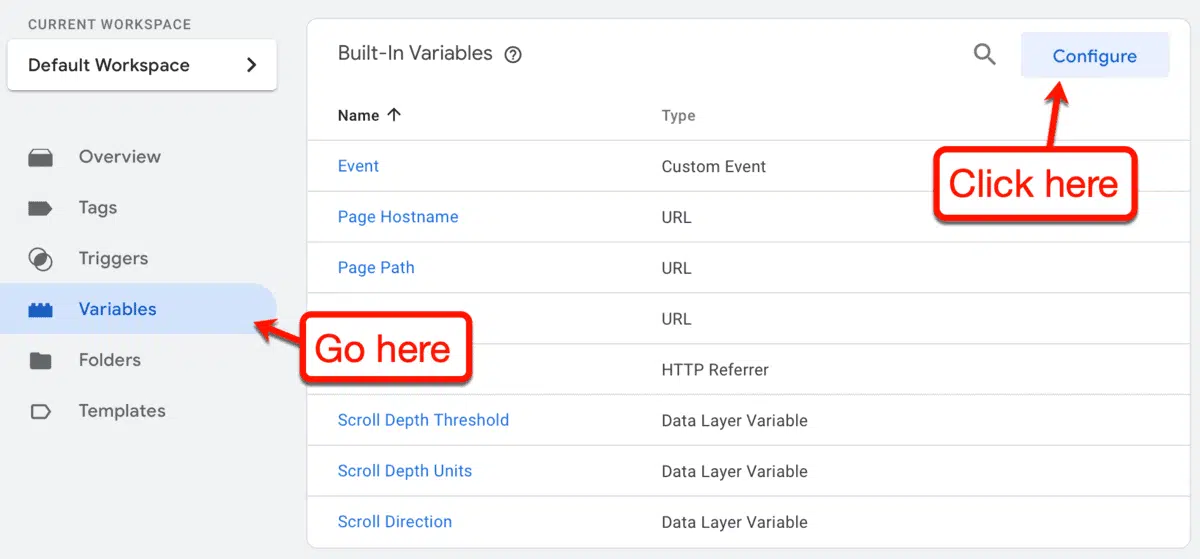 CURRENT WORKSPACE
Default Workspace
Overview
Tags
Triggers
Variables
Folders
Templates
Built-In Variables
Configure
Name Type
Event Custom Event
Page Hostname URL
Page Path URL
URL
HTTP Referrer
Scroll Depth Threshold Data Layer Variable
Scroll Depth Units Data Layer Variable
Scroll Direction Data Layer Variable
Click here
Go here